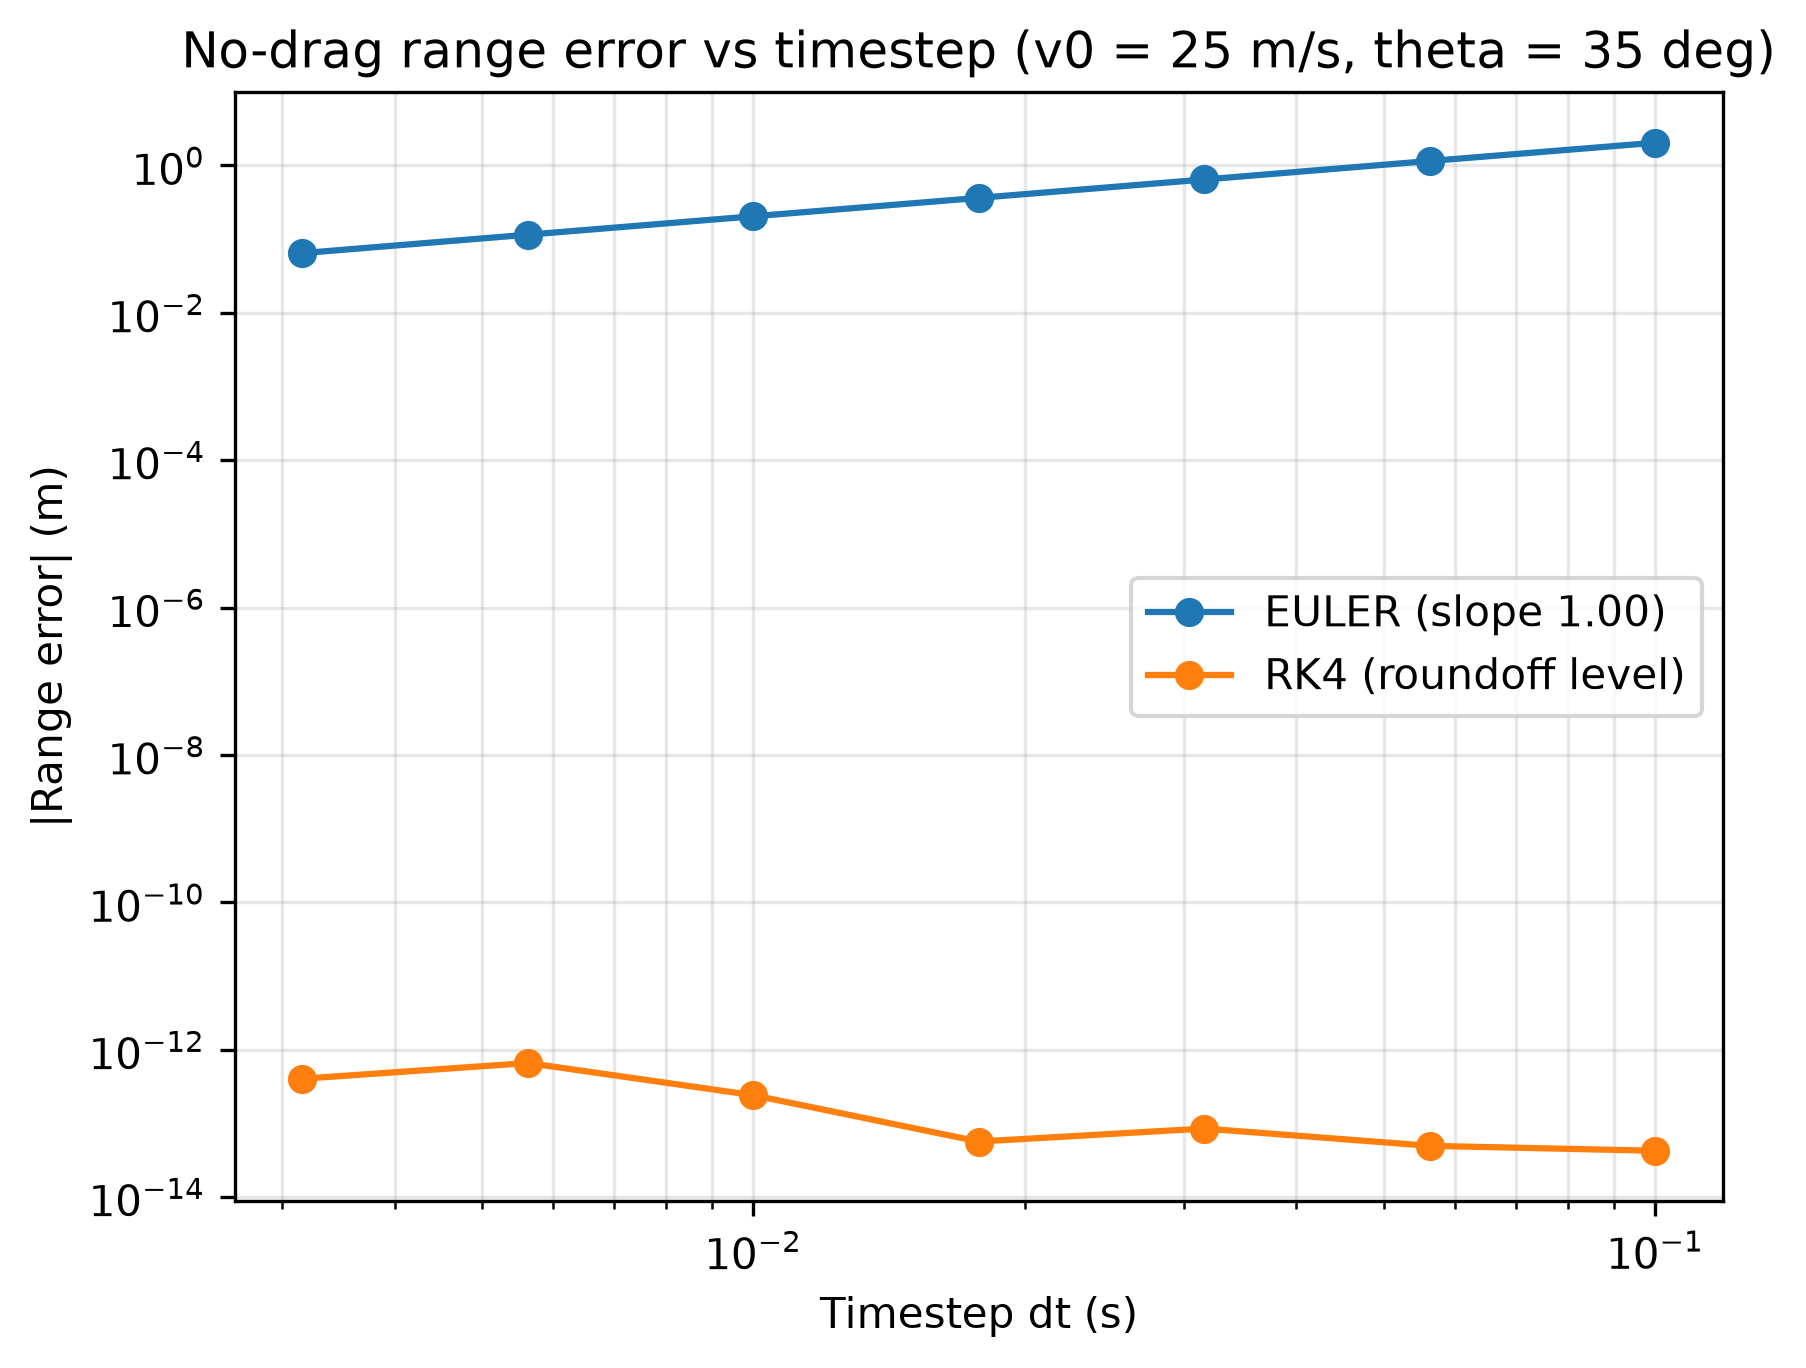 No-drag range error vs timestep (v0 = 25 m/s, theta = 35 deg)
|Range error| (m)
10⁰
10⁻²
10⁻⁴
10⁻⁶
10⁻⁸
10⁻¹⁰
10⁻¹²
10⁻¹⁴
EULER (slope 1.00)
RK4 (roundoff level)
10⁻² 10⁻¹
Timestep dt (s)